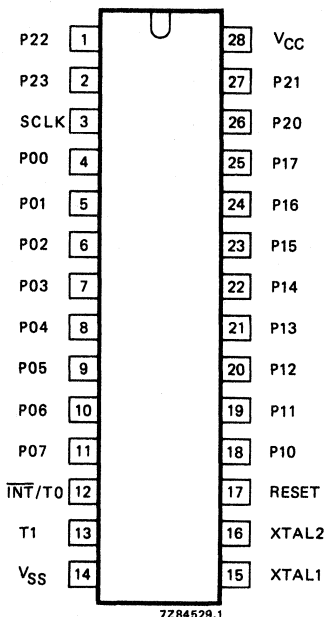 P22 1 28 VCC
P23 2 27 P21
SCLK 3 26 P20
P00 4 25 P17
P01 5 24 P16
P02 6 23 P15
P03 7 22 P14
P04 8 21 P13
P05 9 20 P12
P06 10 19 P11
P07 11 18 P10
INT/T0 12 17 RESET
T1 13 16 XTAL2
VSS 14 15 XTAL1
7Z84529.1